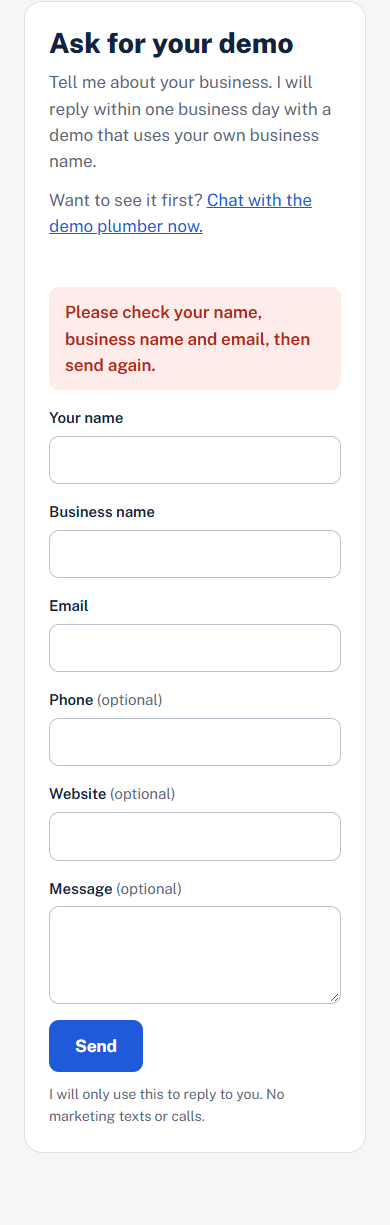 Ask for your demo
Tell me about your business. I will
reply within one business day with a
demo that uses your own business
name.
Want to see it first? Chat with the
demo plumber now.
Please check your name,
business name and email, then
send again.
Your name
Business name
Email
Phone (optional)
Website (optional)
Message (optional)
Send
I will only use this to reply to you. No
marketing texts or calls.